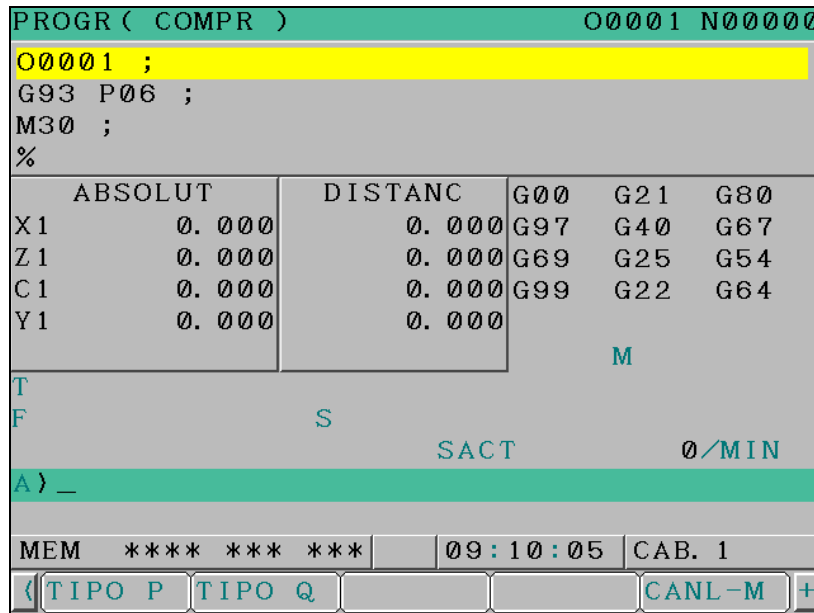 PROGR ( COMPR ) O0001 N00000
O0001 ;
G93 P06 ;
M30 ;
%
ABSOLUT DISTANC G00 G21 G80
X1 0. 000 0. 000 G97 G40 G67
Z1 0. 000 0. 000 G69 G25 G54
C1 0. 000 0. 000 G99 G22 G64
Y1 0. 000 0. 000
M
T
F S
SACT 0/MIN
A) _
MEM **** *** *** 09:10:05 CAB. 1
( TIPO P TIPO Q CANL-M +